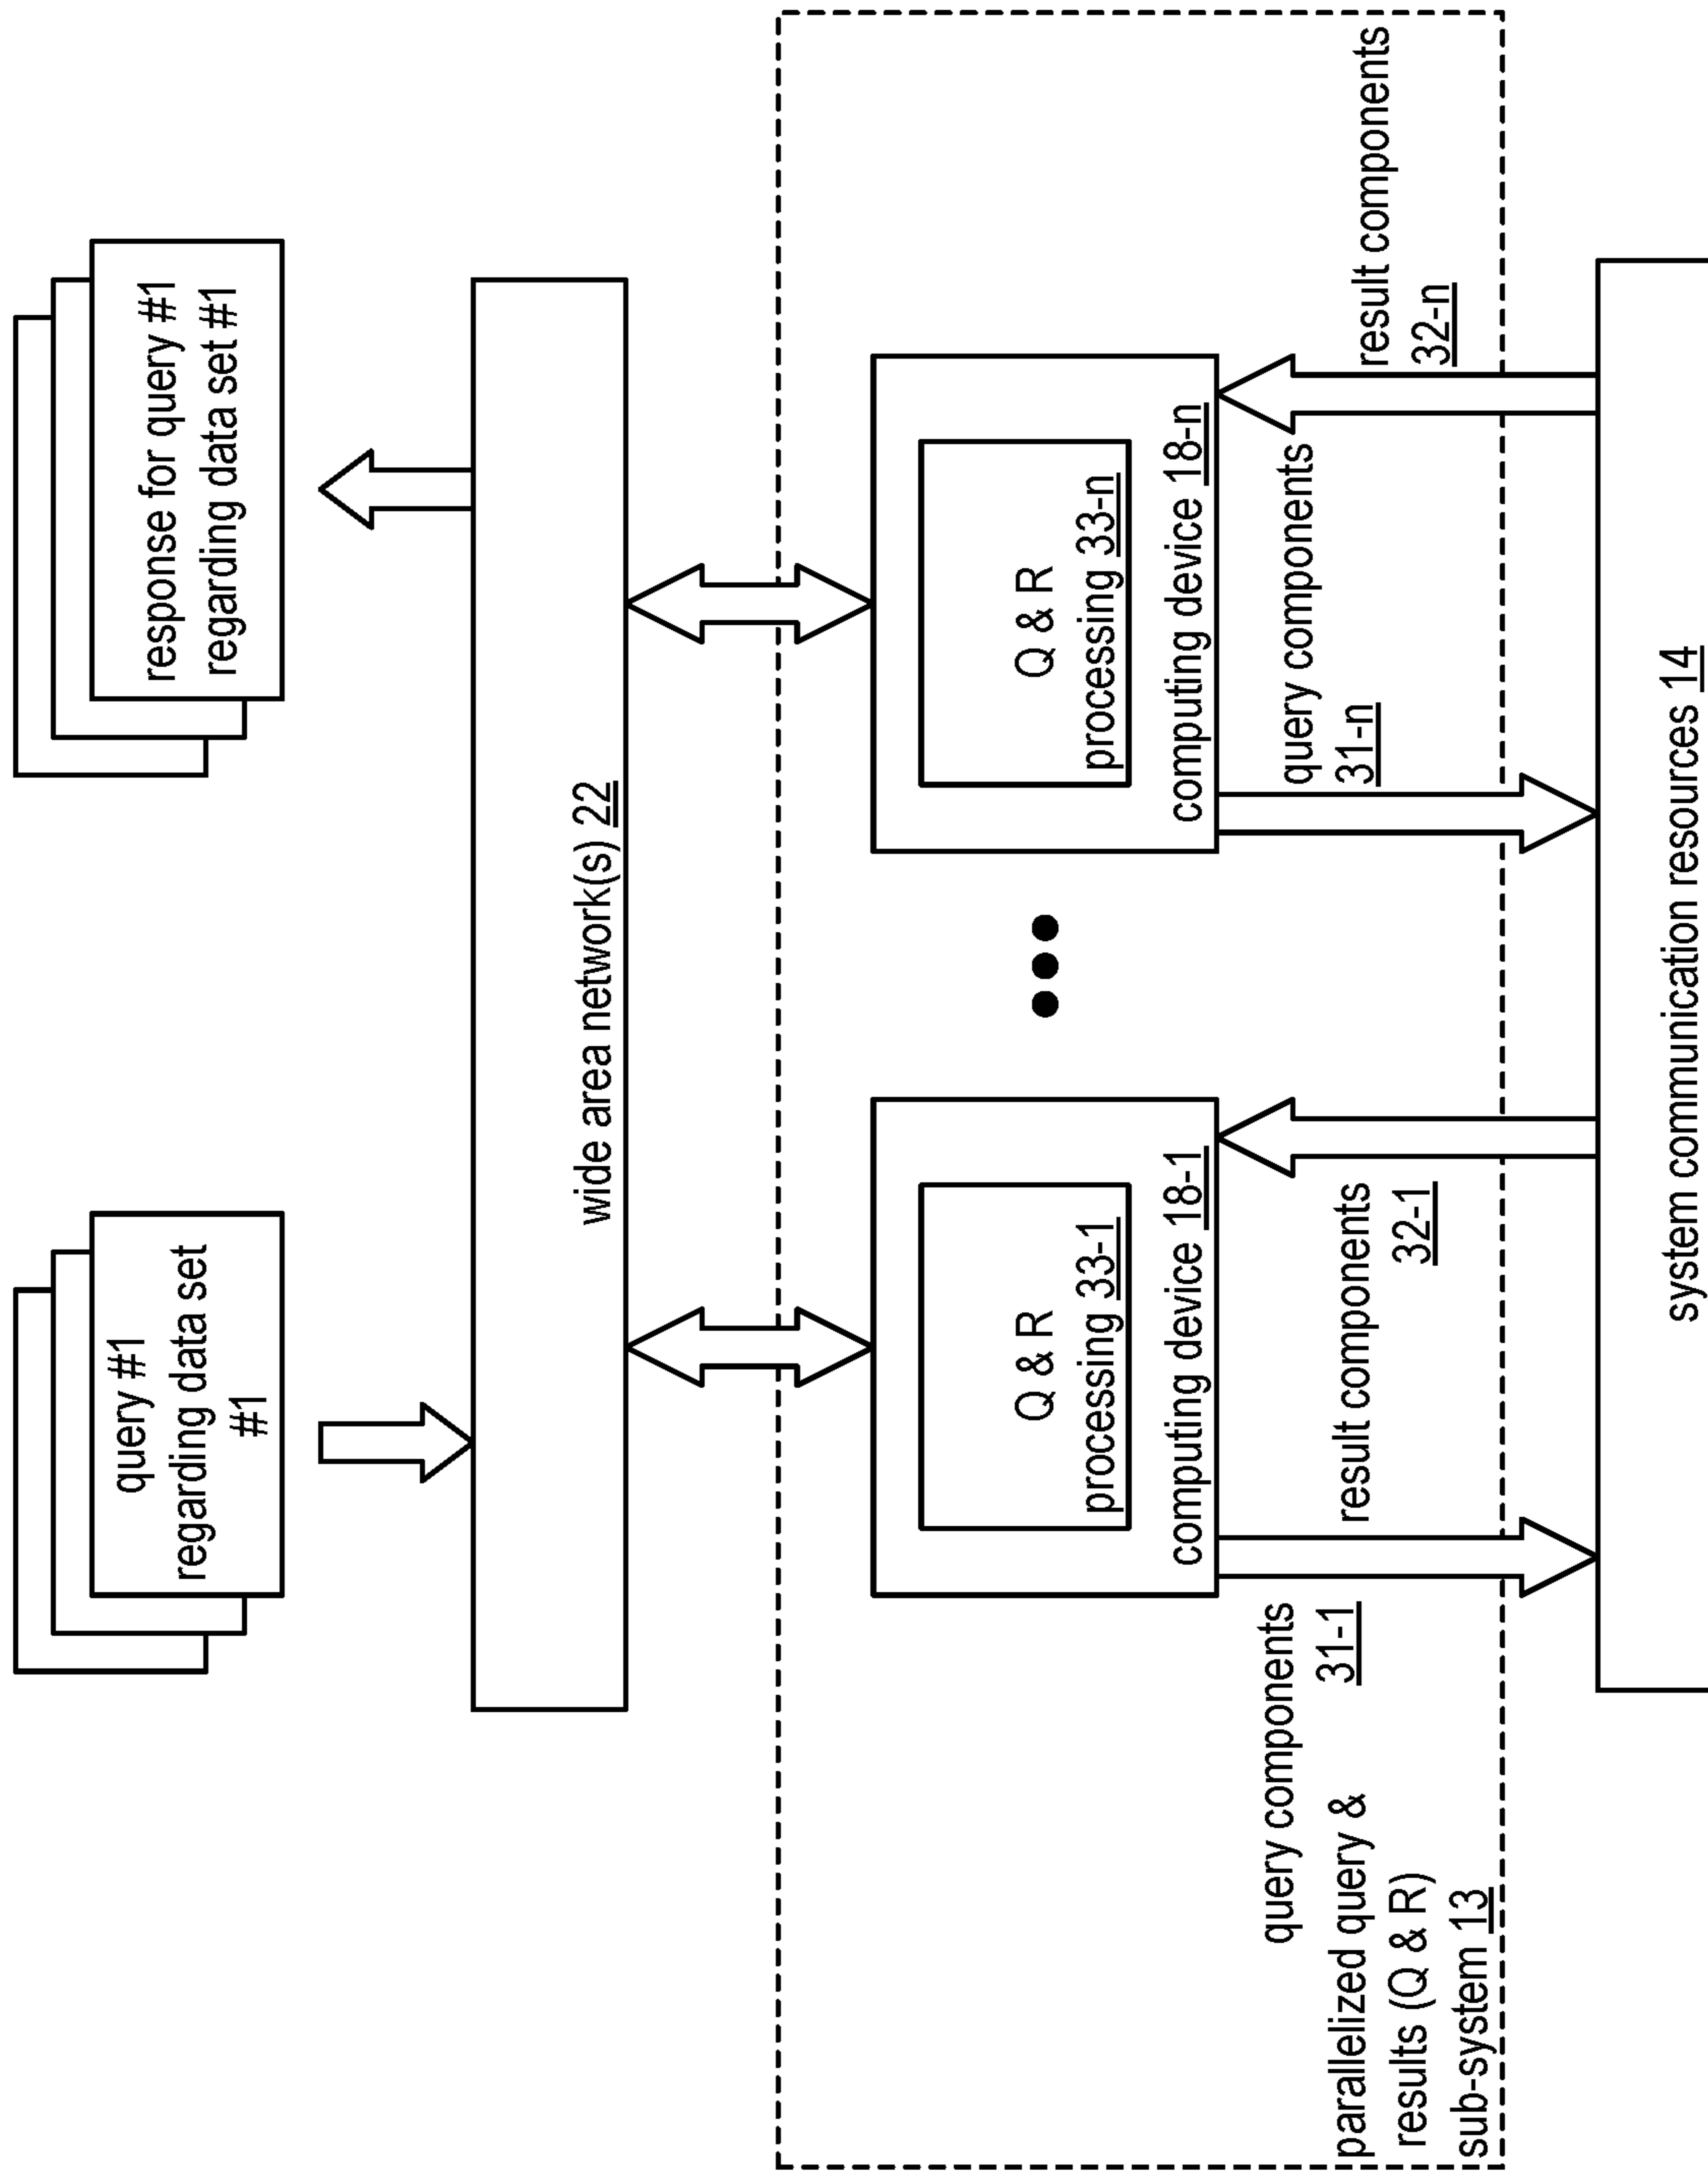 query #1
regarding data set
#1
response for query #1
regarding data set #1
wide area network(s) 22
Q & R
processing 33-1
computing device 18-1
Q & R
processing 33-n
computing device 18-n
query components
31-1
result components
32-1
query components
31-n
result components
32-n
parallelized query &
results (Q & R)
sub-system 13
system communication resources 14